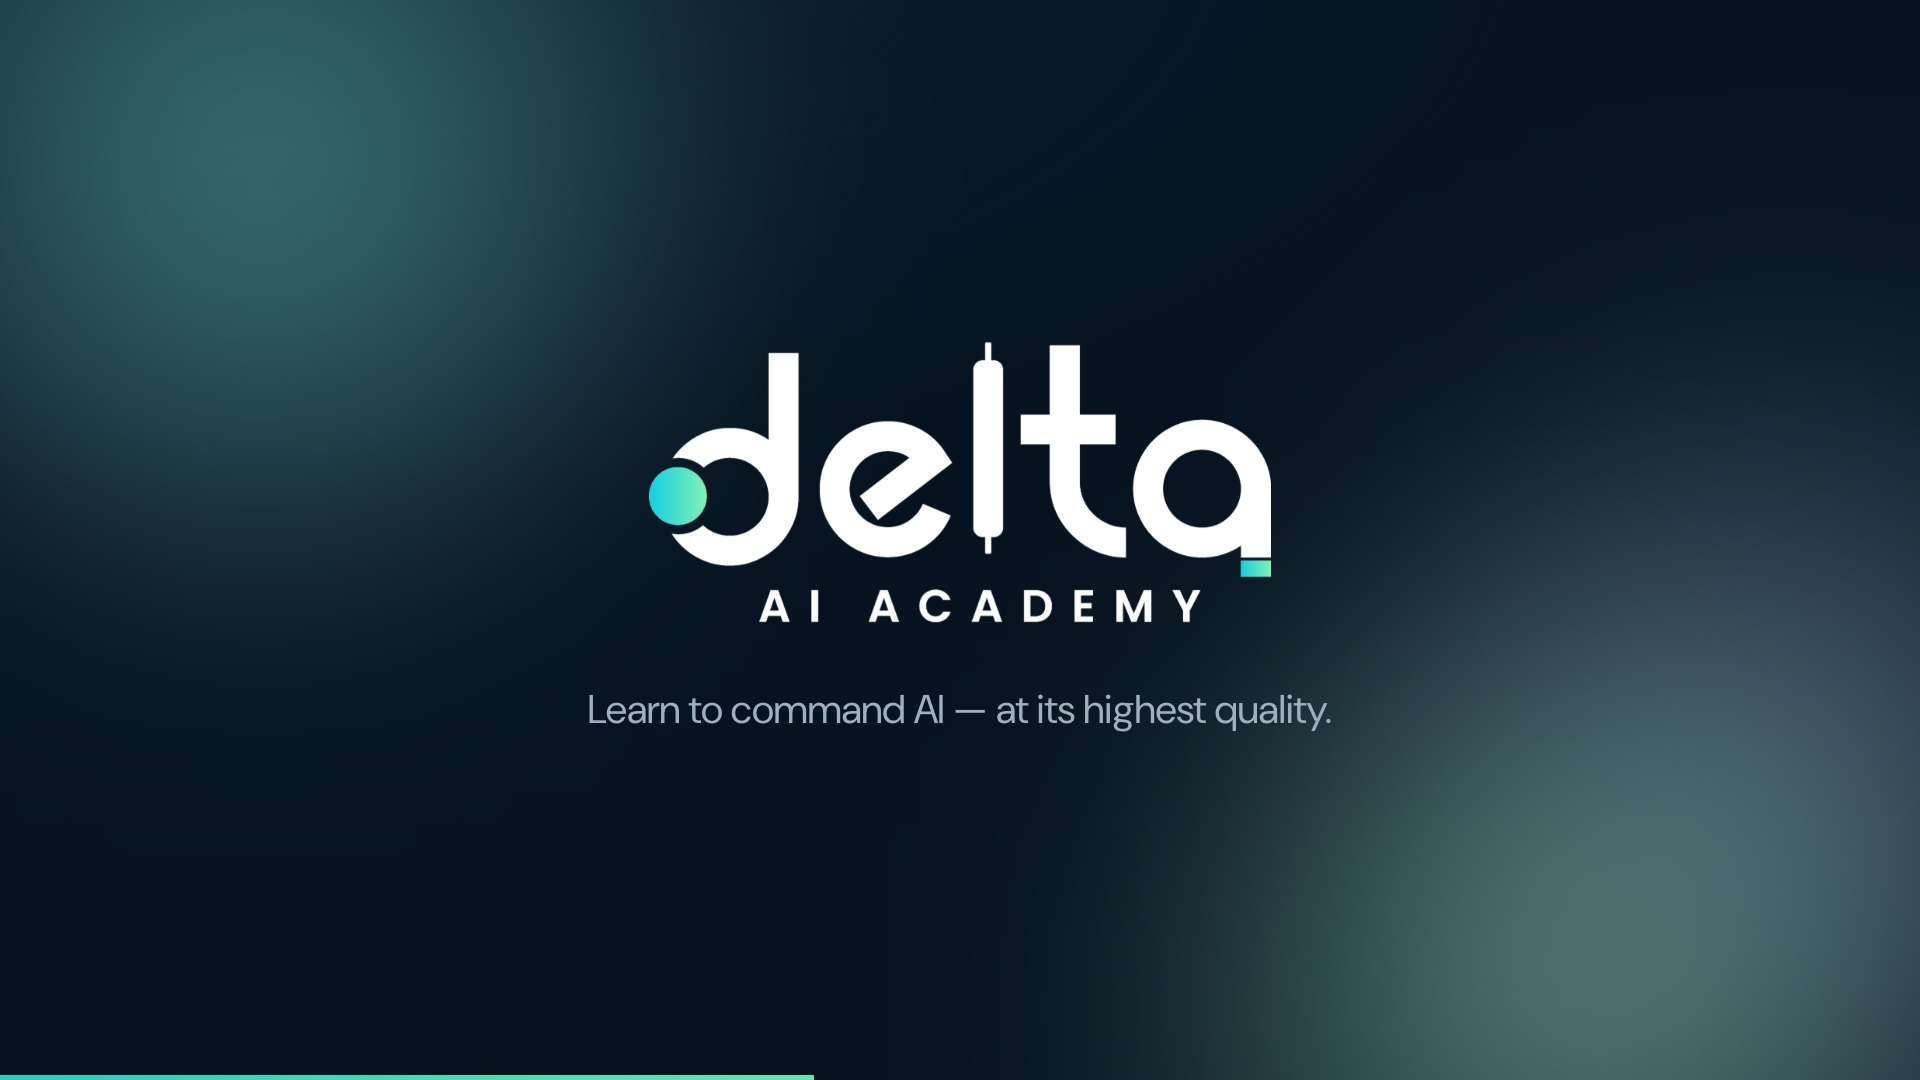 delta
AI ACADEMY
Learn to command AI — at its highest quality.